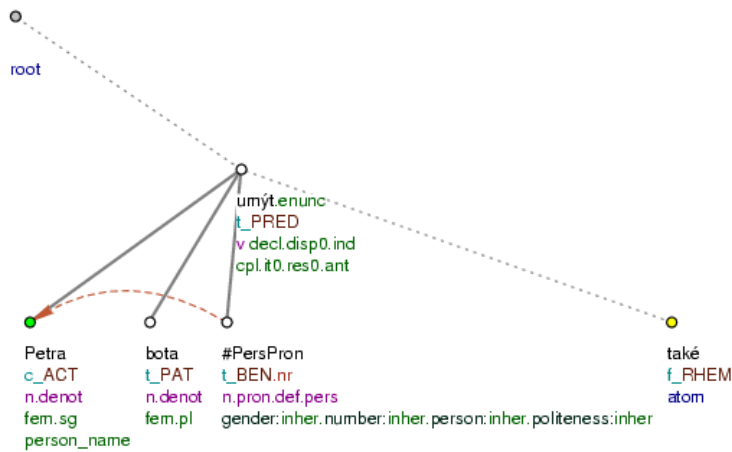 root
umýt.enunc
t_PRED
v decl.disp0.ind
cpl.it0.res0.ant
Petra bota #PersPron také
c_ACT t_PAT t_BEN.nr f_RHEM
n.denot n.denot n.pron.def.pers atom
fem.sg fem.pl gender:inher.number:inher.person:inher.politeness:inher
person_name